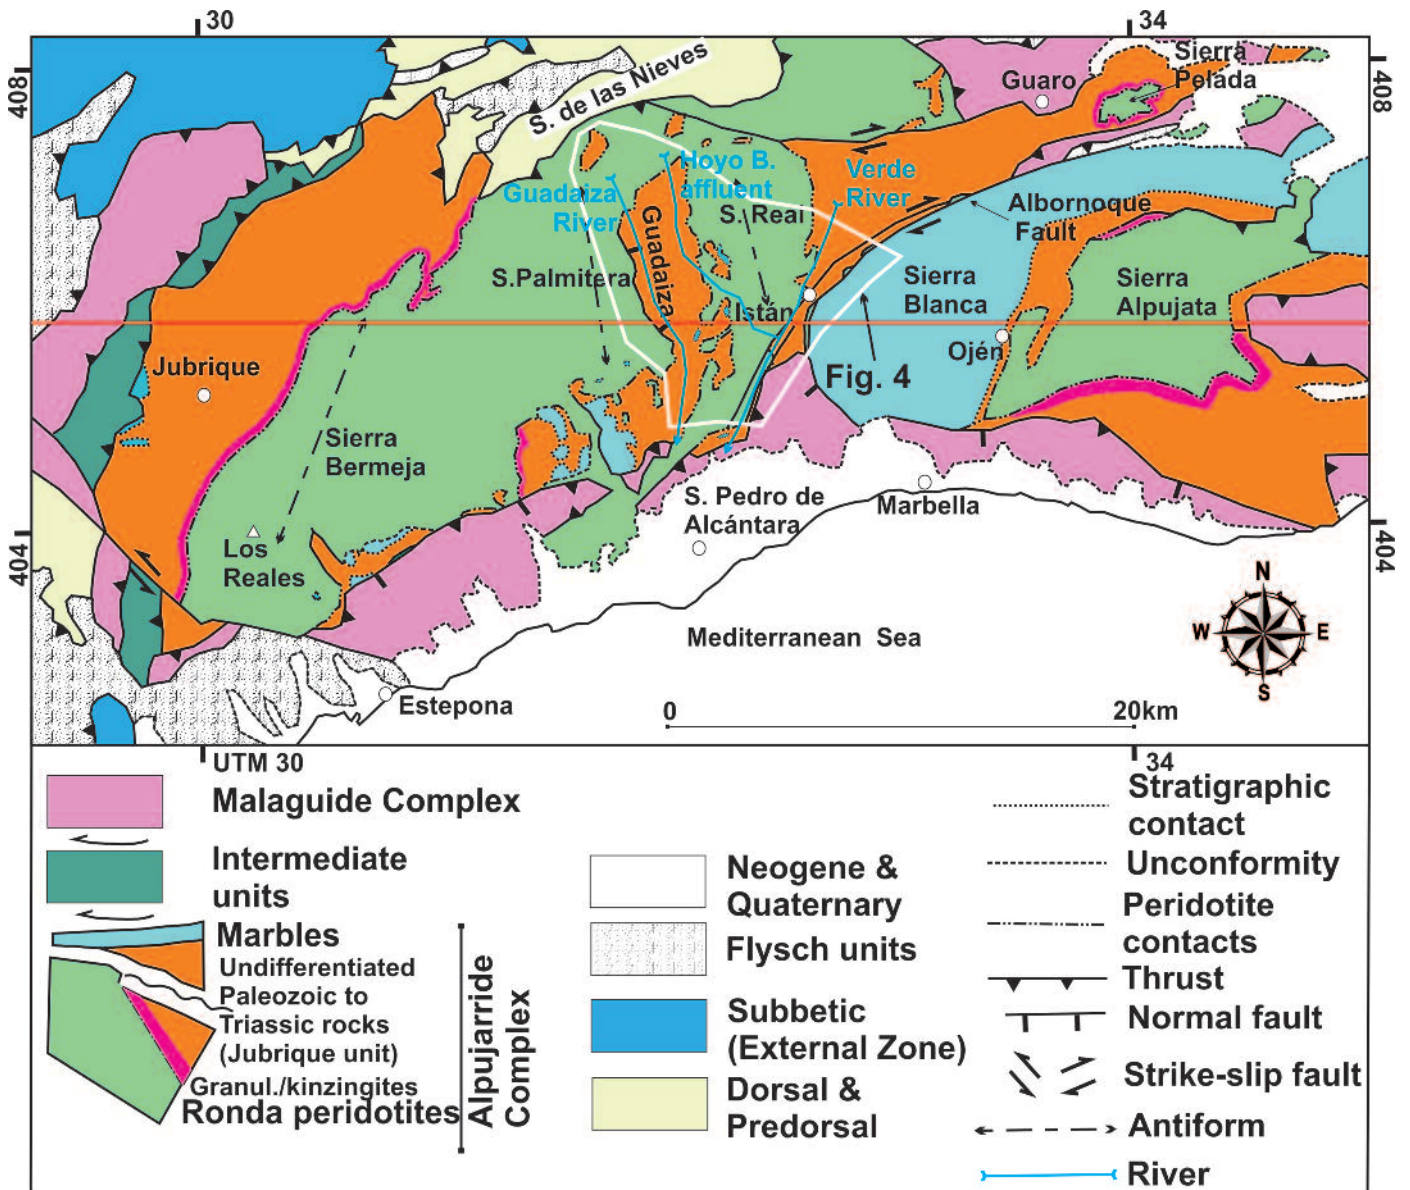 30
34
408
408
S. de las Nieves
Guaro
Sierra
Pelada
Guadaiza
River
Hoyo B.
affluent
Verde
River
S. Real
Guadaiza
Albornoque
Fault
S.Palmitera
Sierra
Blanca
Sierra
Alpujata
Istán
Ojén
Jubrique
Fig. 4
Sierra
Bermeja
S. Pedro de
Alcántara
Marbella
Los
Reales
404
404
N
W
E
S
Mediterranean Sea
Estepona
0
20km
UTM 30
34
Malaguide Complex
Intermediate
units
Marbles
Undifferentiated
Paleozoic to
Triassic rocks
(Jubrique unit)
Granul./kinzingites
Ronda peridotites
Alpujarride
Complex
Neogene &
Quaternary
Flysch units
Subbetic
(External Zone)
Dorsal &
Predorsal
Stratigraphic
contact
Unconformity
Peridotite
contacts
Thrust
Normal fault
Strike-slip fault
Antiform
River